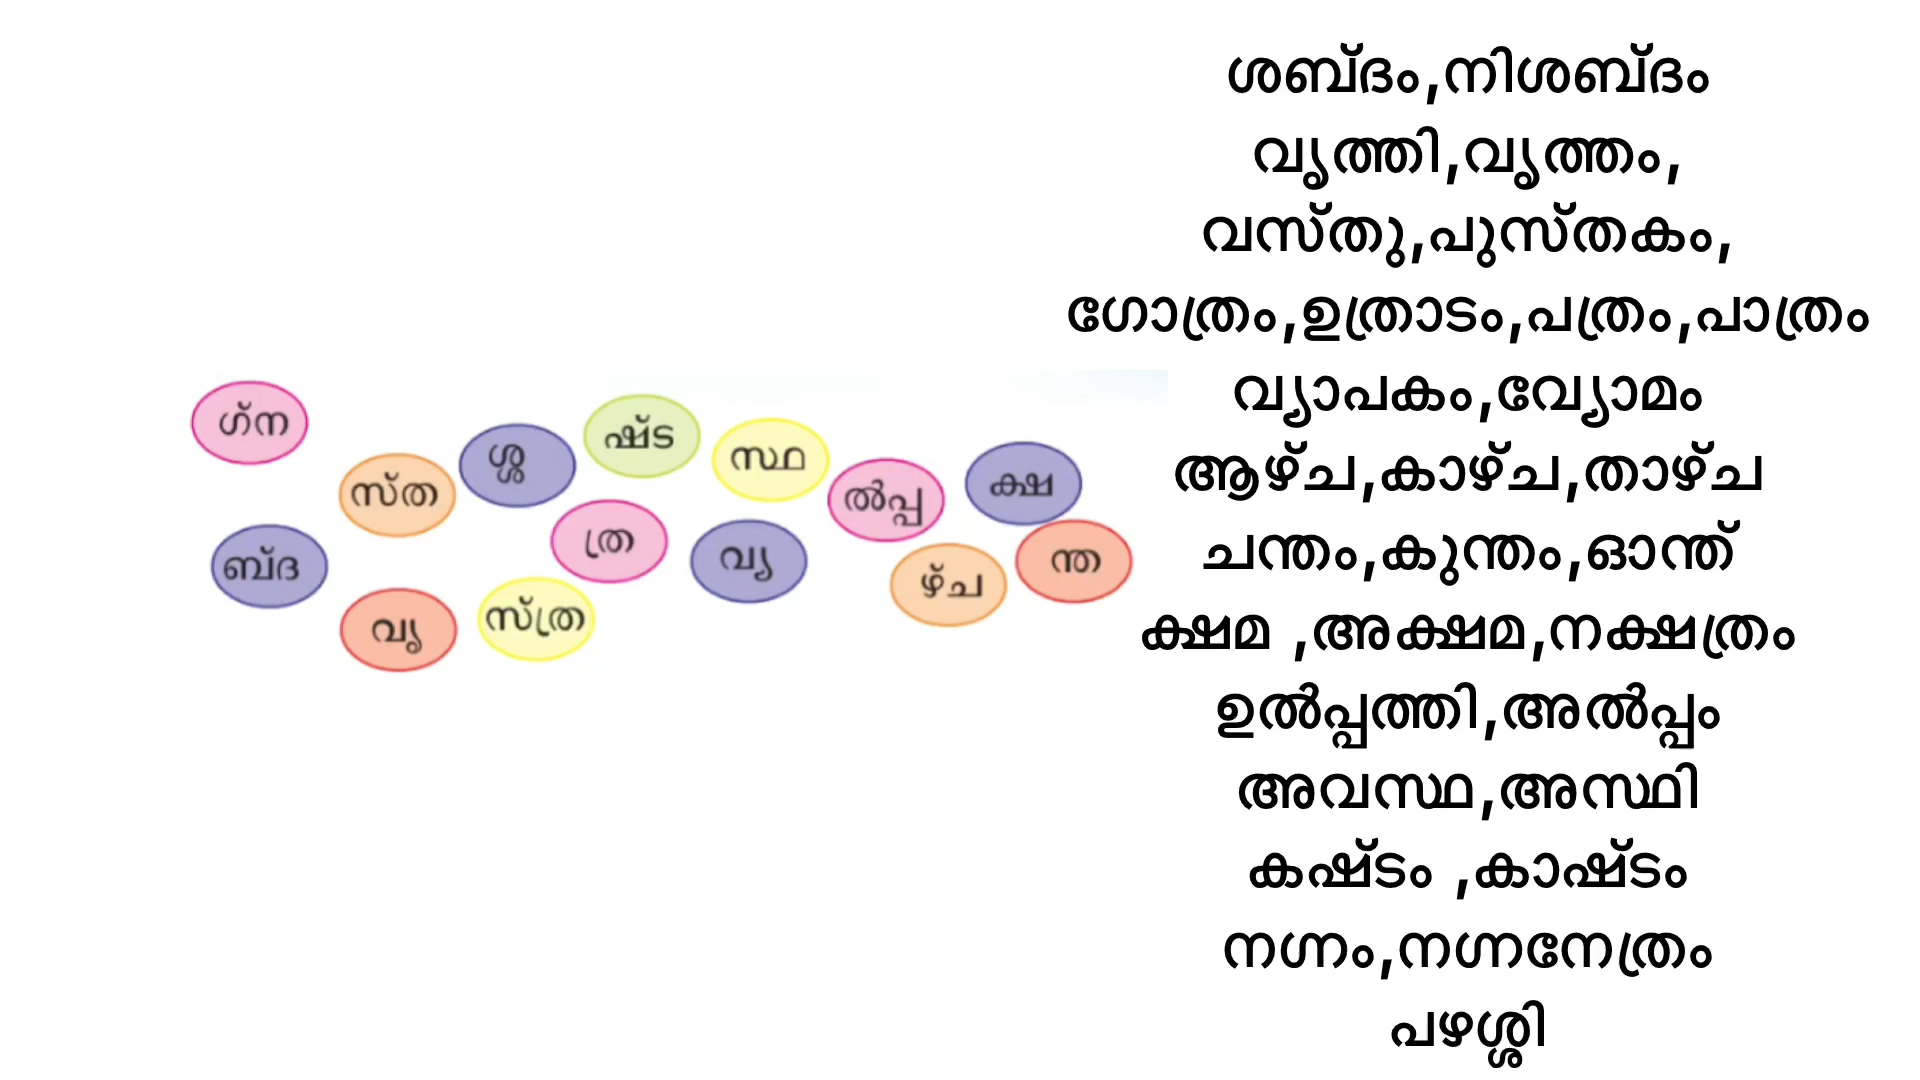 ഗ്ന
സ്ത
ശ്ശ
ഷ്ട
സ്ഥ
ൽപ്പ
ക്ഷ
ബ്ദ
ത്ര
വ്യ
ഴ്ച
ന്ത
വൃ
സ്ത്ര
ശബ്ദം,നിശബ്ദം
വൃത്തി,വൃത്തം,
വസ്തു,പുസ്തകം,
ഗോത്രം,ഉത്രാടം,പത്രം,പാത്രം
വ്യാപകം,വ്യോമം
ആഴ്ച,കാഴ്ച,താഴ്ച
ചന്തം,കുന്തം,ഓന്ത്
ക്ഷമ ,അക്ഷമ,നക്ഷത്രം
ഉൽപ്പത്തി,അൽപ്പം
അവസ്ഥ,അസ്ഥി
കഷ്ടം ,കാഷ്ടം
നഗ്നം,നഗ്നനേത്രം
പഴശ്ശി